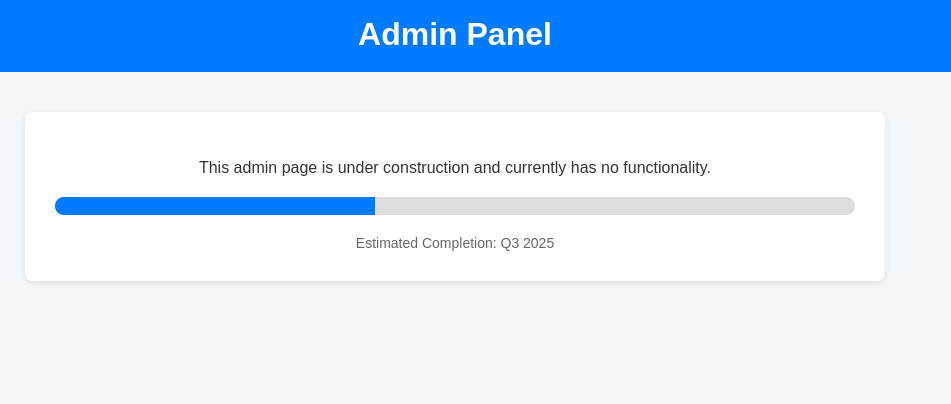 Admin Panel
This admin page is under construction and currently has no functionality.
Estimated Completion: Q3 2025